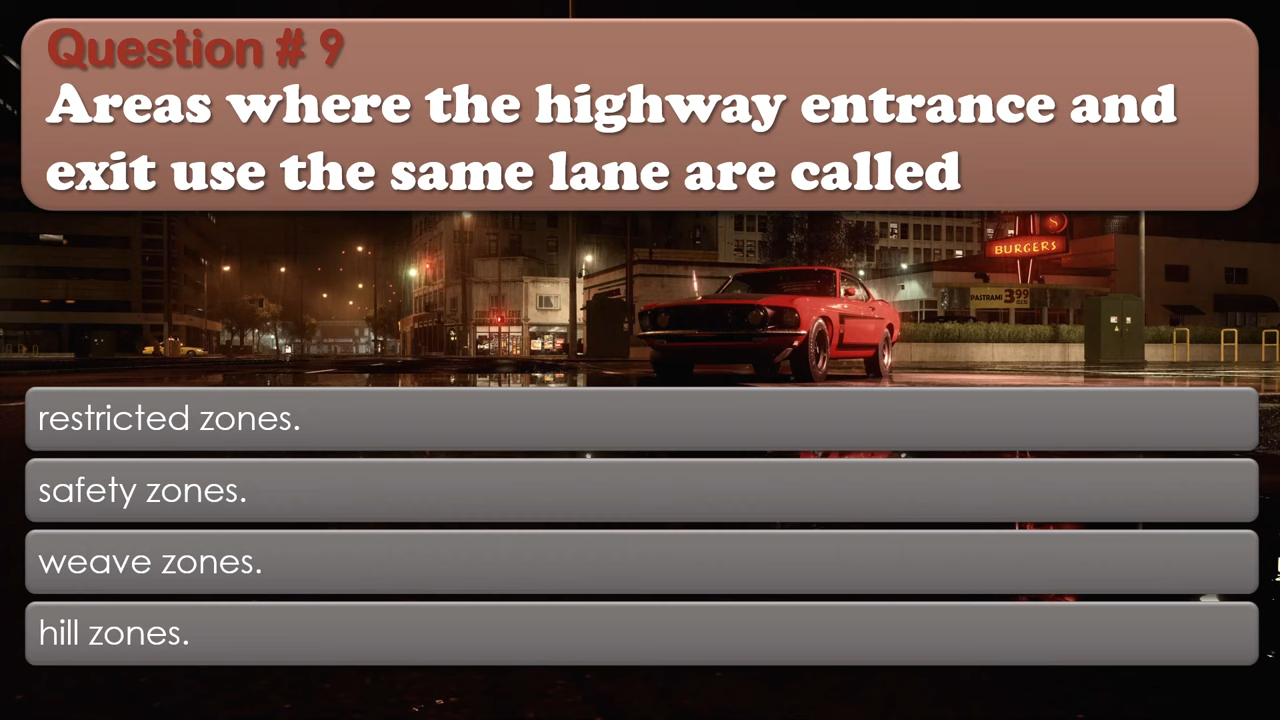 Question # 9
Areas where the highway entrance and
exit use the same lane are called
S
BURGERS
PASTRAMI 3.99
restricted zones.
safety zones.
weave zones.
hill zones.